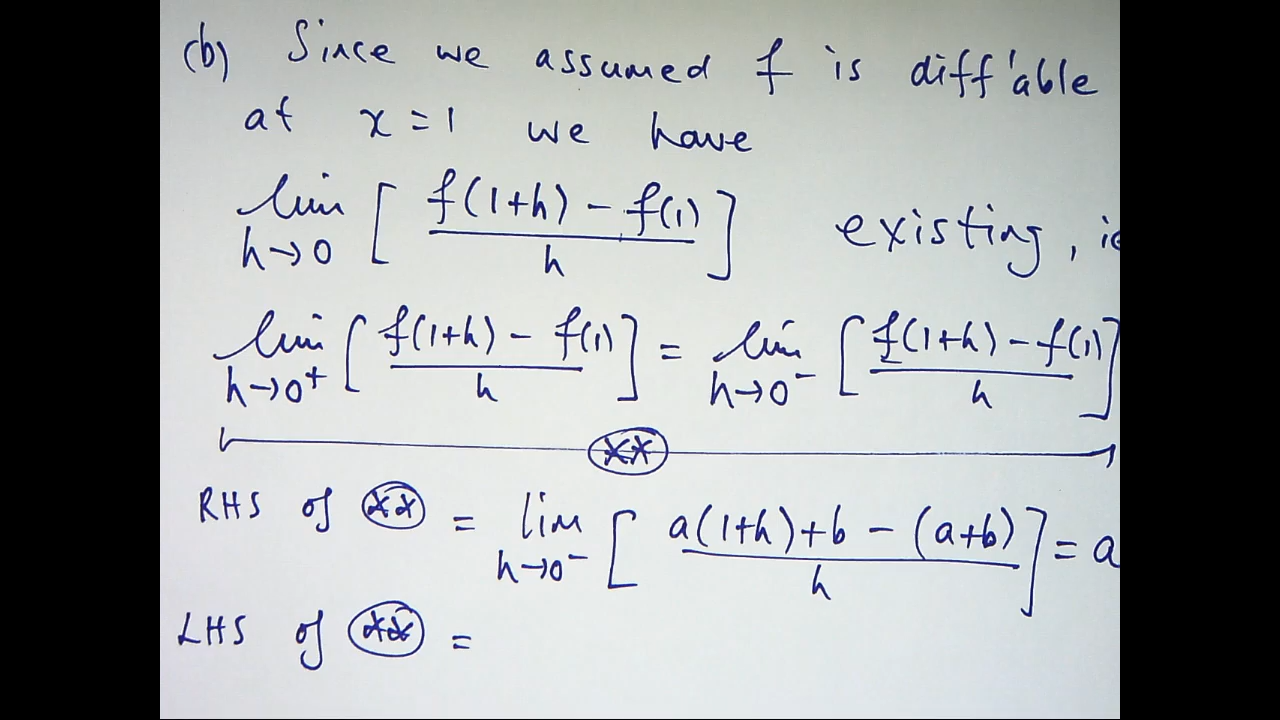 (b) Since we assumed f is diff'able
at x = 1 we have
lim h→0 [ (f(1+h) − f(1)) / h ] existing, ie
lim h→0⁺ [ (f(1+h) − f(1)) / h ] = lim h→0⁻ [ (f(1+h) − f(1)) / h ]
**
RHS of ** = lim h→0⁻ [ (a(1+h)+b − (a+b)) / h ] = a
LHS of ** =